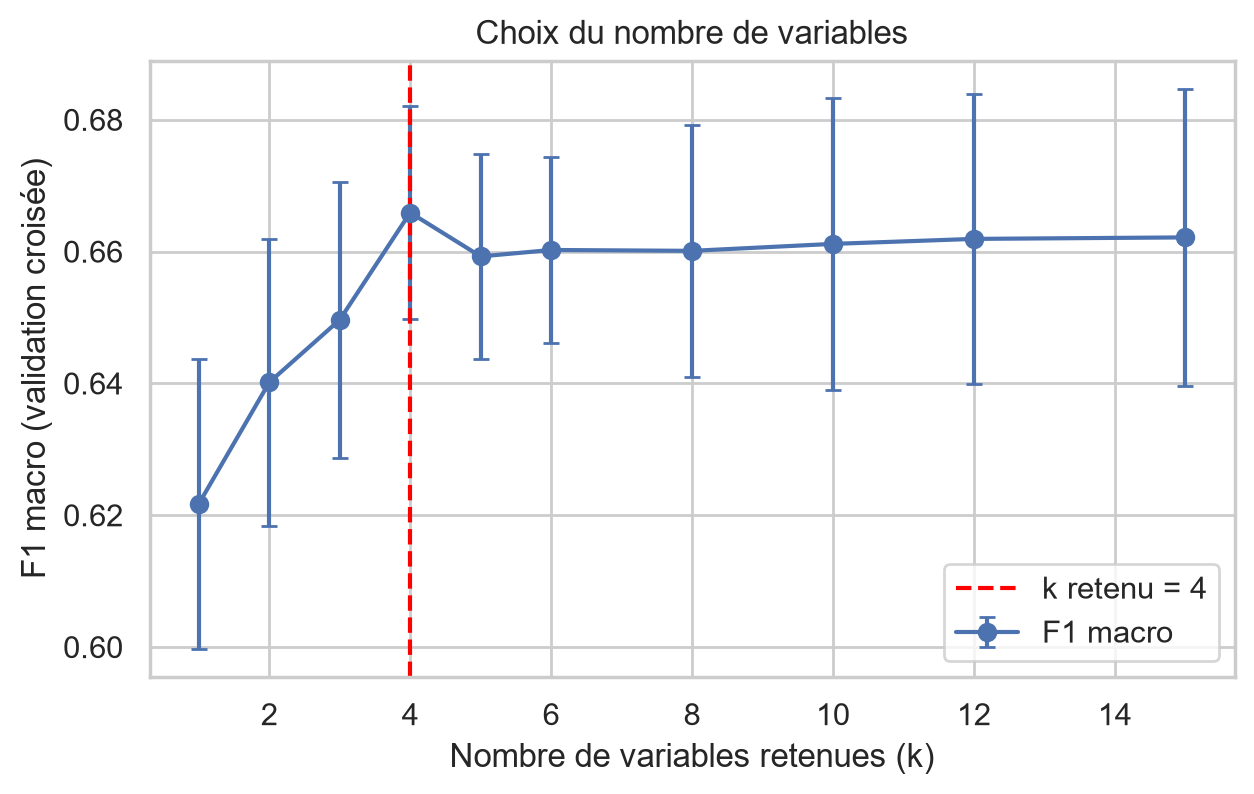 Choix du nombre de variables
F1 macro (validation croisée)
0.68
0.66
0.64
0.62
0.60
k retenu = 4
F1 macro
2 4 6 8 10 12 14
Nombre de variables retenues (k)